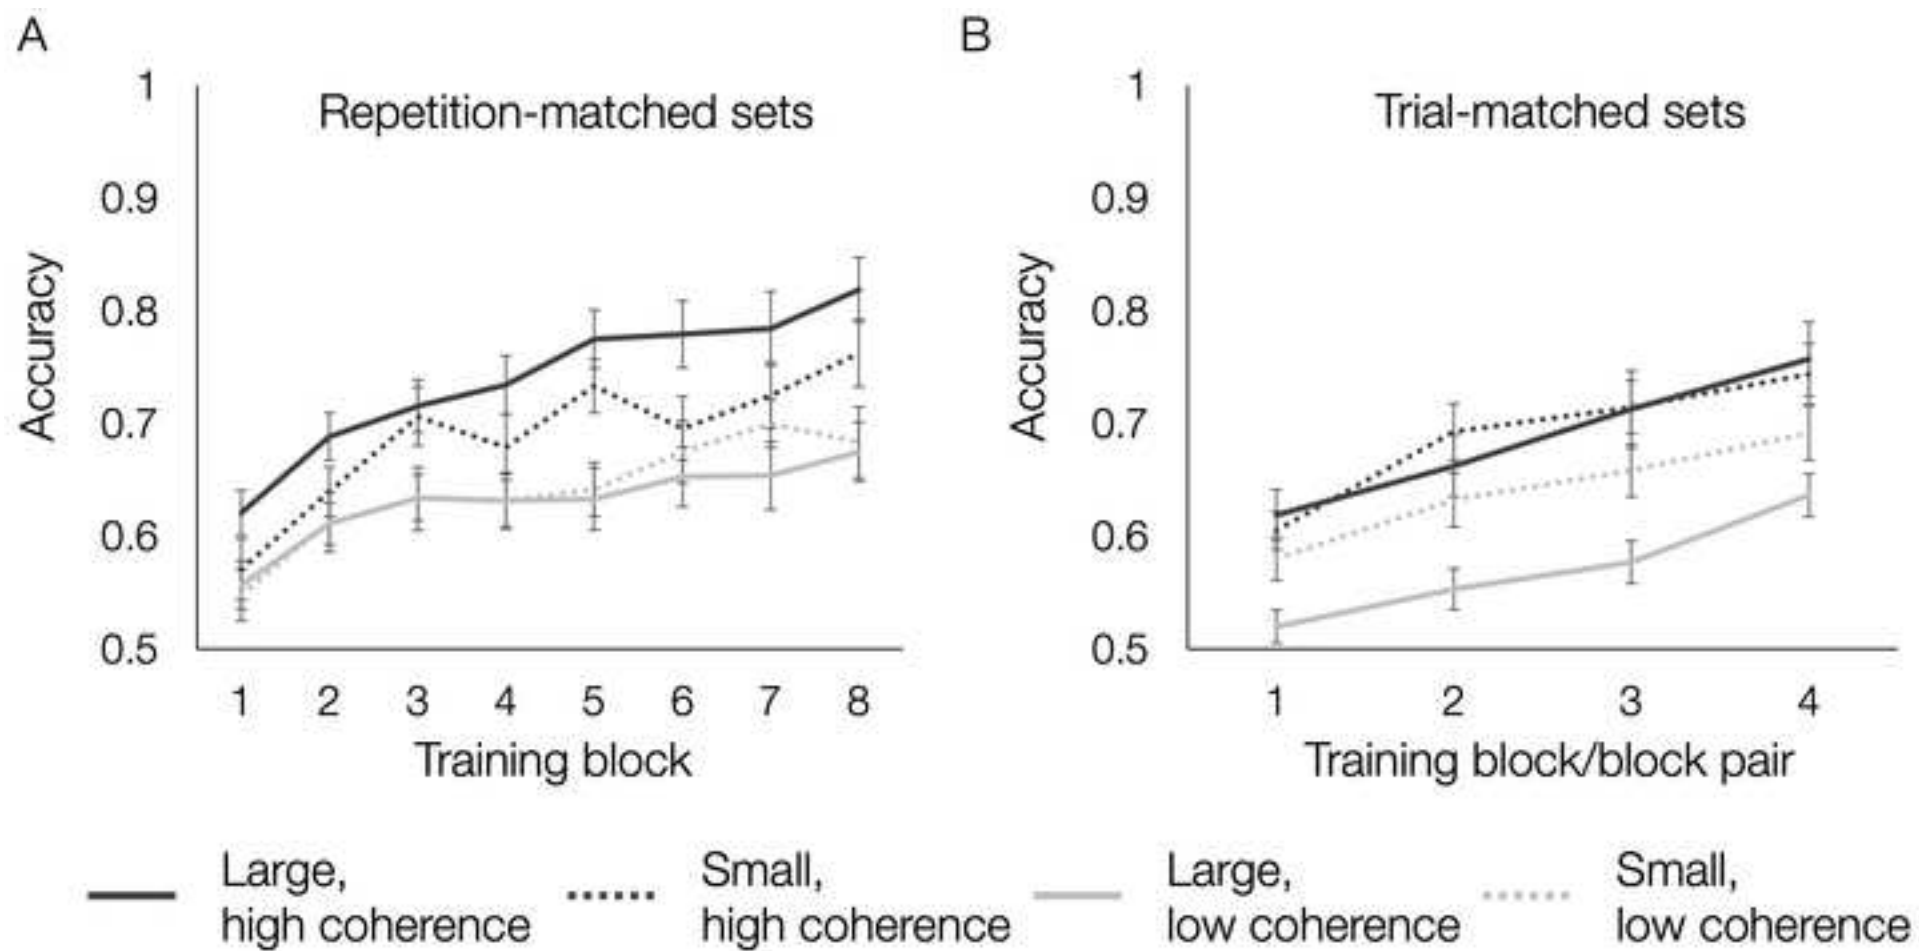 A
Repetition-matched sets
1
0.9
0.8
0.7
0.6
0.5
Accuracy
1 2 3 4 5 6 7 8
Training block
B
Trial-matched sets
1
0.9
0.8
0.7
0.6
0.5
Accuracy
1 2 3 4
Training block/block pair
Large,
high coherence
Small,
high coherence
Large,
low coherence
Small,
low coherence